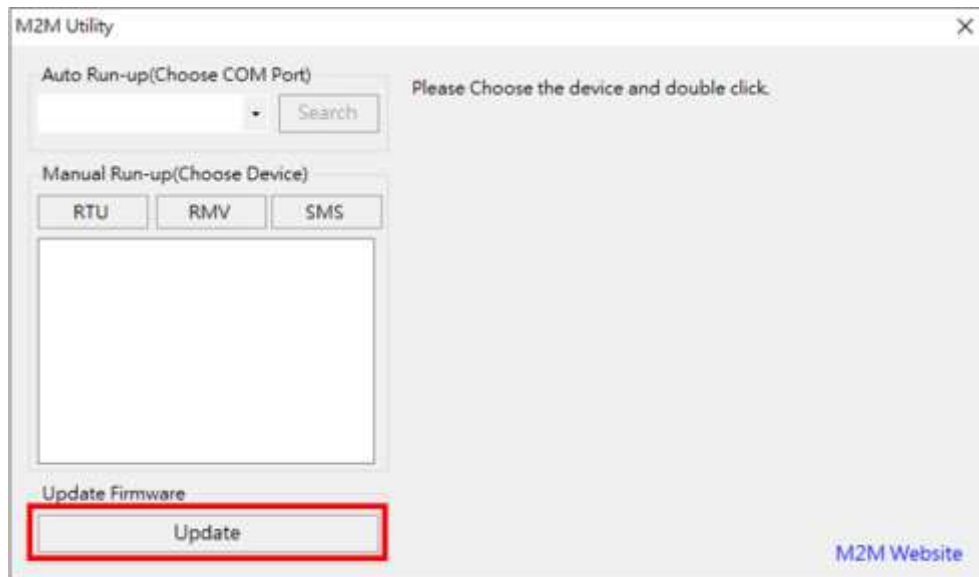 M2M Utility
Auto Run-up(Choose COM Port)
Search
Please Choose the device and double click.
Manual Run-up(Choose Device)
RTU RMV SMS
Update Firmware
Update
M2M Website